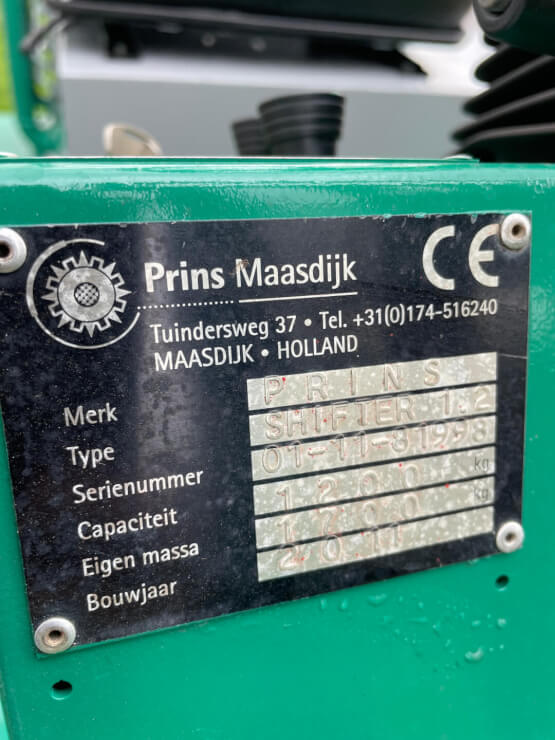 Prins Maasdijk CE
Tuindersweg 37 • Tel. +31(0)174-516240
MAASDIJK • HOLLAND
Merk PRINS
Type SHIFTER 1.2
Serienummer 01-11-81998
Capaciteit 1200 kg
Eigen massa 1700 kg
Bouwjaar 2011